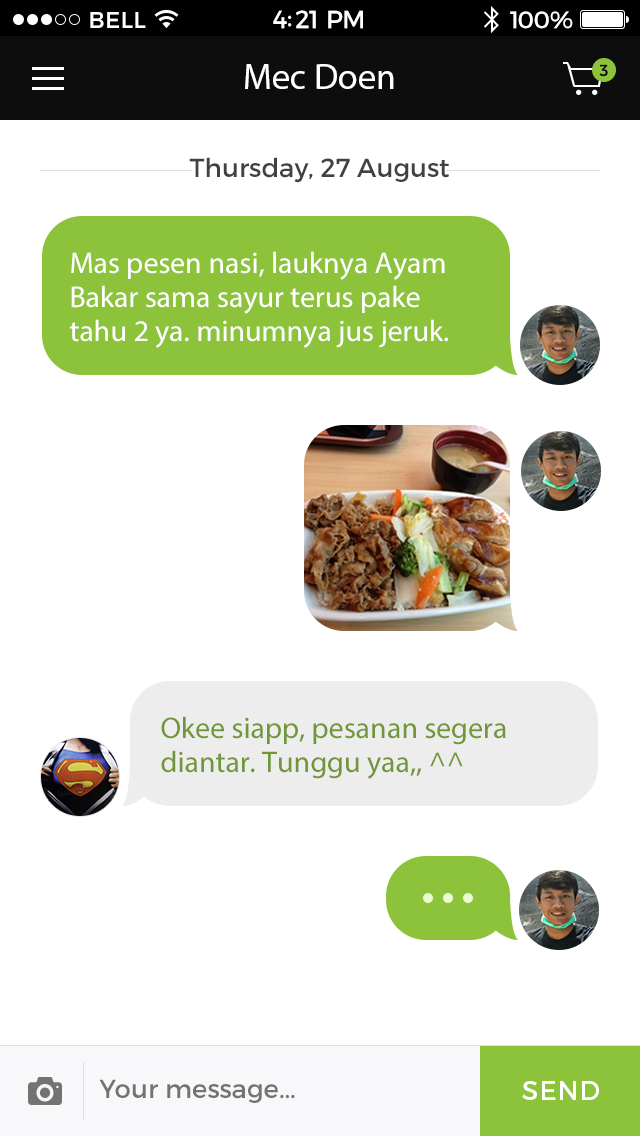 BELL 4:21 PM 100%
Mec Doen 3
Thursday, 27 August
Mas pesen nasi, lauknya Ayam
Bakar sama sayur terus pake
tahu 2 ya. minumnya jus jeruk.
Okee siapp, pesanan segera
diantar. Tunggu yaa,, ^^
Your message...
SEND